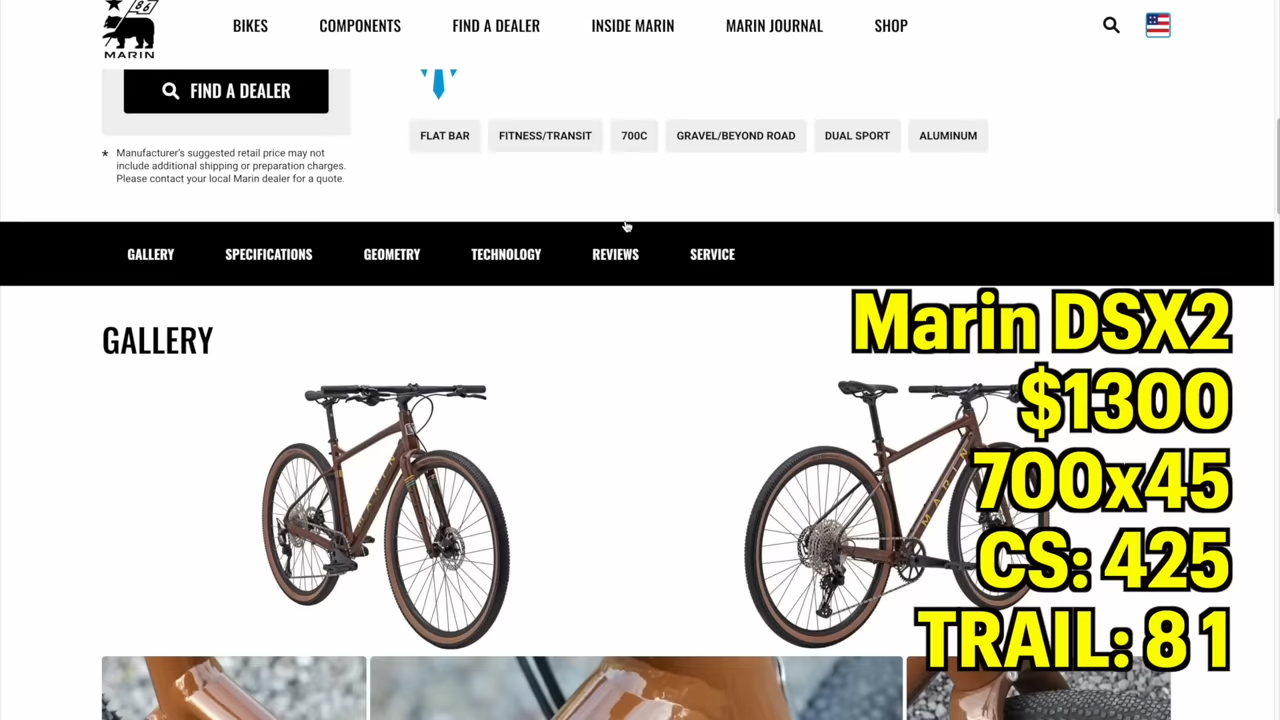 86
MARIN
BIKES
COMPONENTS
FIND A DEALER
INSIDE MARIN
MARIN JOURNAL
SHOP
FIND A DEALER
* Manufacturer's suggested retail price may not
include additional shipping or preparation charges.
Please contact your local Marin dealer for a quote.
FLAT BAR
FITNESS/TRANSIT
700C
GRAVEL/BEYOND ROAD
DUAL SPORT
ALUMINUM
GALLERY
SPECIFICATIONS
GEOMETRY
TECHNOLOGY
REVIEWS
SERVICE
GALLERY
MARIN
MARIN
Marin DSX2
$1300
700x45
CS: 425
TRAIL: 81